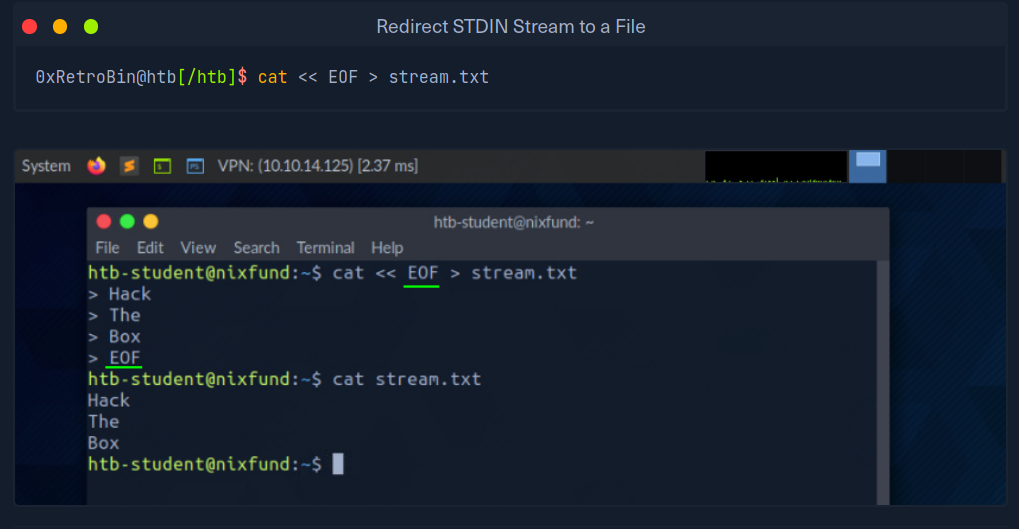 Redirect STDIN Stream to a File
0xRetroBin@htb[/htb]$ cat << EOF > stream.txt
System VPN: (10.10.14.125) [2.37 ms]
htb-student@nixfund: ~
File Edit View Search Terminal Help
htb-student@nixfund:~$ cat << EOF > stream.txt
> Hack
> The
> Box
> EOF
htb-student@nixfund:~$ cat stream.txt
Hack
The
Box
htb-student@nixfund:~$